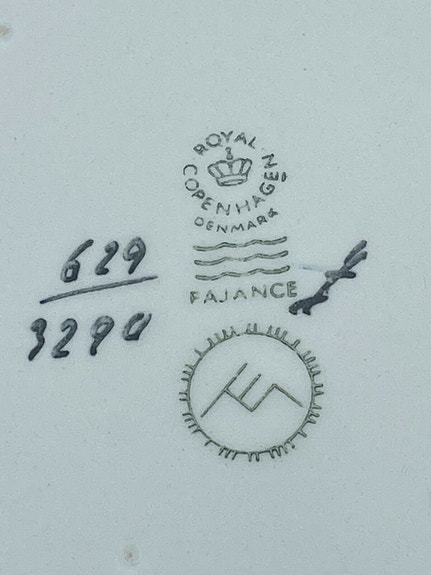 ROYAL COPENHAGEN
DENMARK
FAJANCE
629
3290